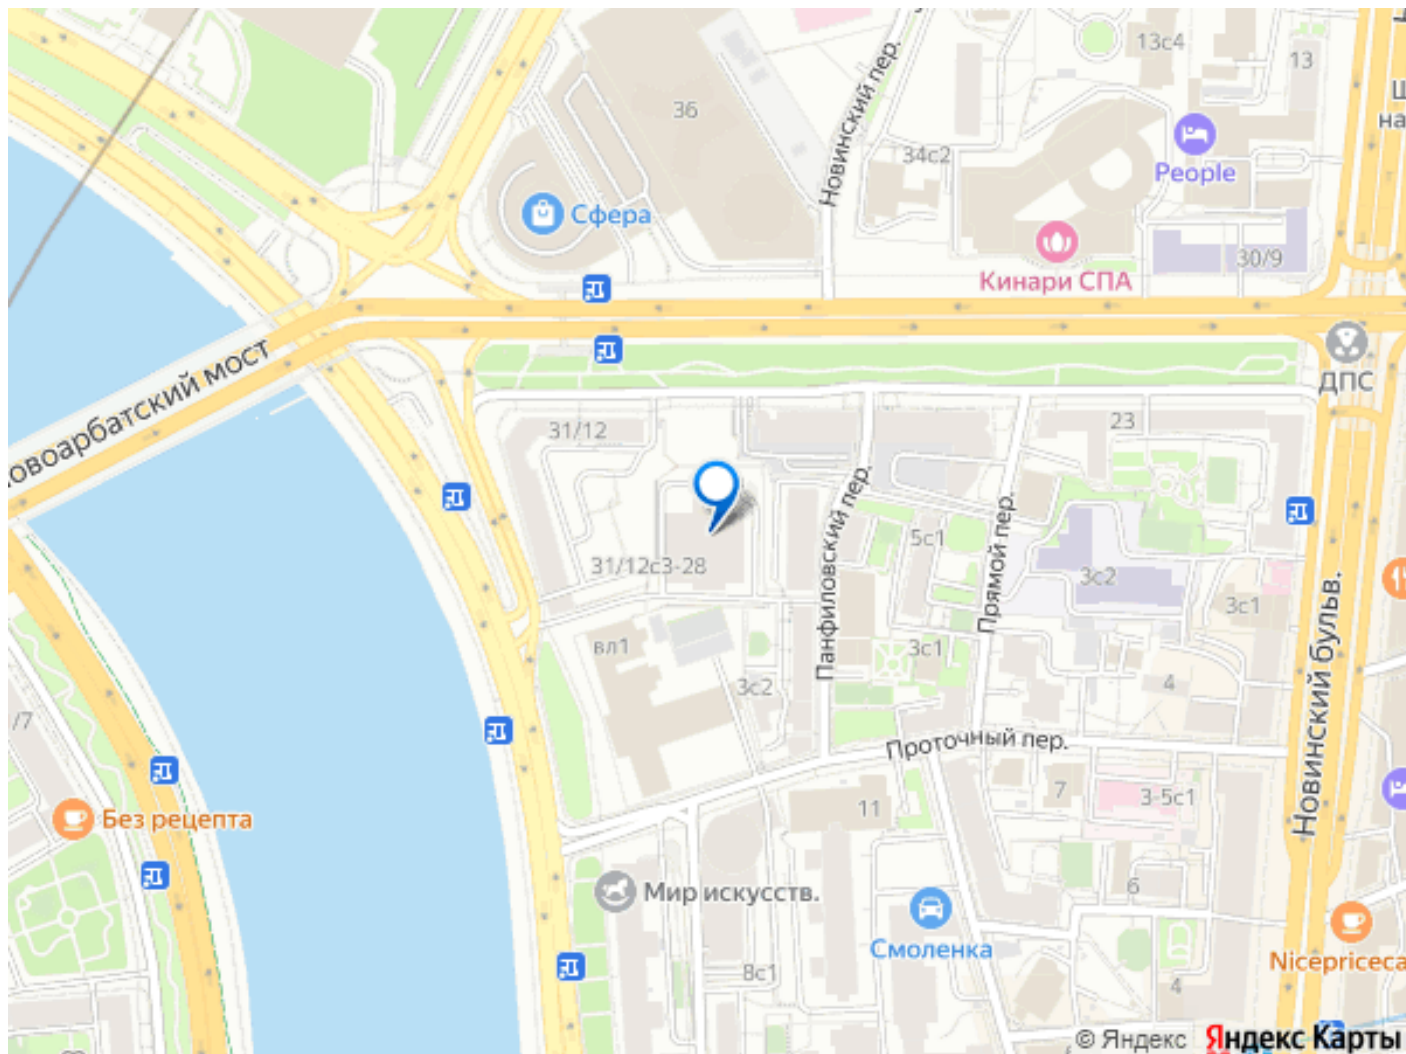 13с4
13
36
Новинский пер.
34с2
People
Сфера
30/9
Кинари СПА
Новоарбатский мост
ДПС
31/12
23
Панфиловский пер.
Прямой пер.
5с1
31/12с3-28
3с2
3с1
вл1
3с1
3с2
4
Новинский бульв.
/7
Проточный пер.
7
3-5с1
11
Без рецепта
6
Мир искусств.
Смоленка
8с1
Nicepriceca
4
© Яндекс
Яндекс Карты